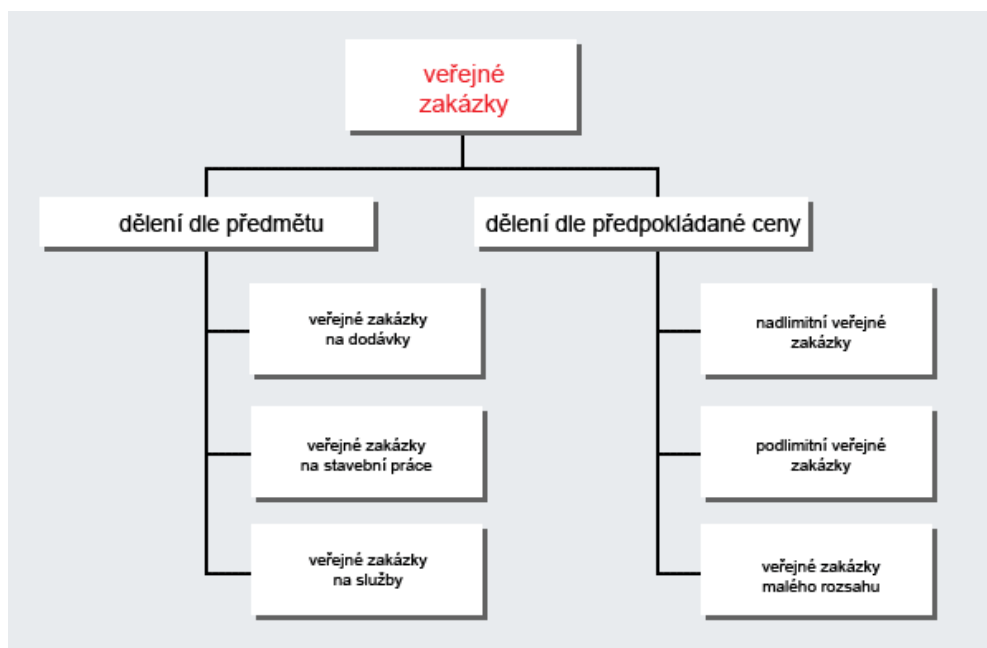 veřejné
zakázky
dělení dle předmětu
dělení dle předpokládané ceny
veřejné zakázky
na dodávky
veřejné zakázky
na stavební práce
veřejné zakázky
na služby
nadlimitní veřejné
zakázky
podlimitní veřejné
zakázky
veřejné zakázky
malého rozsahu